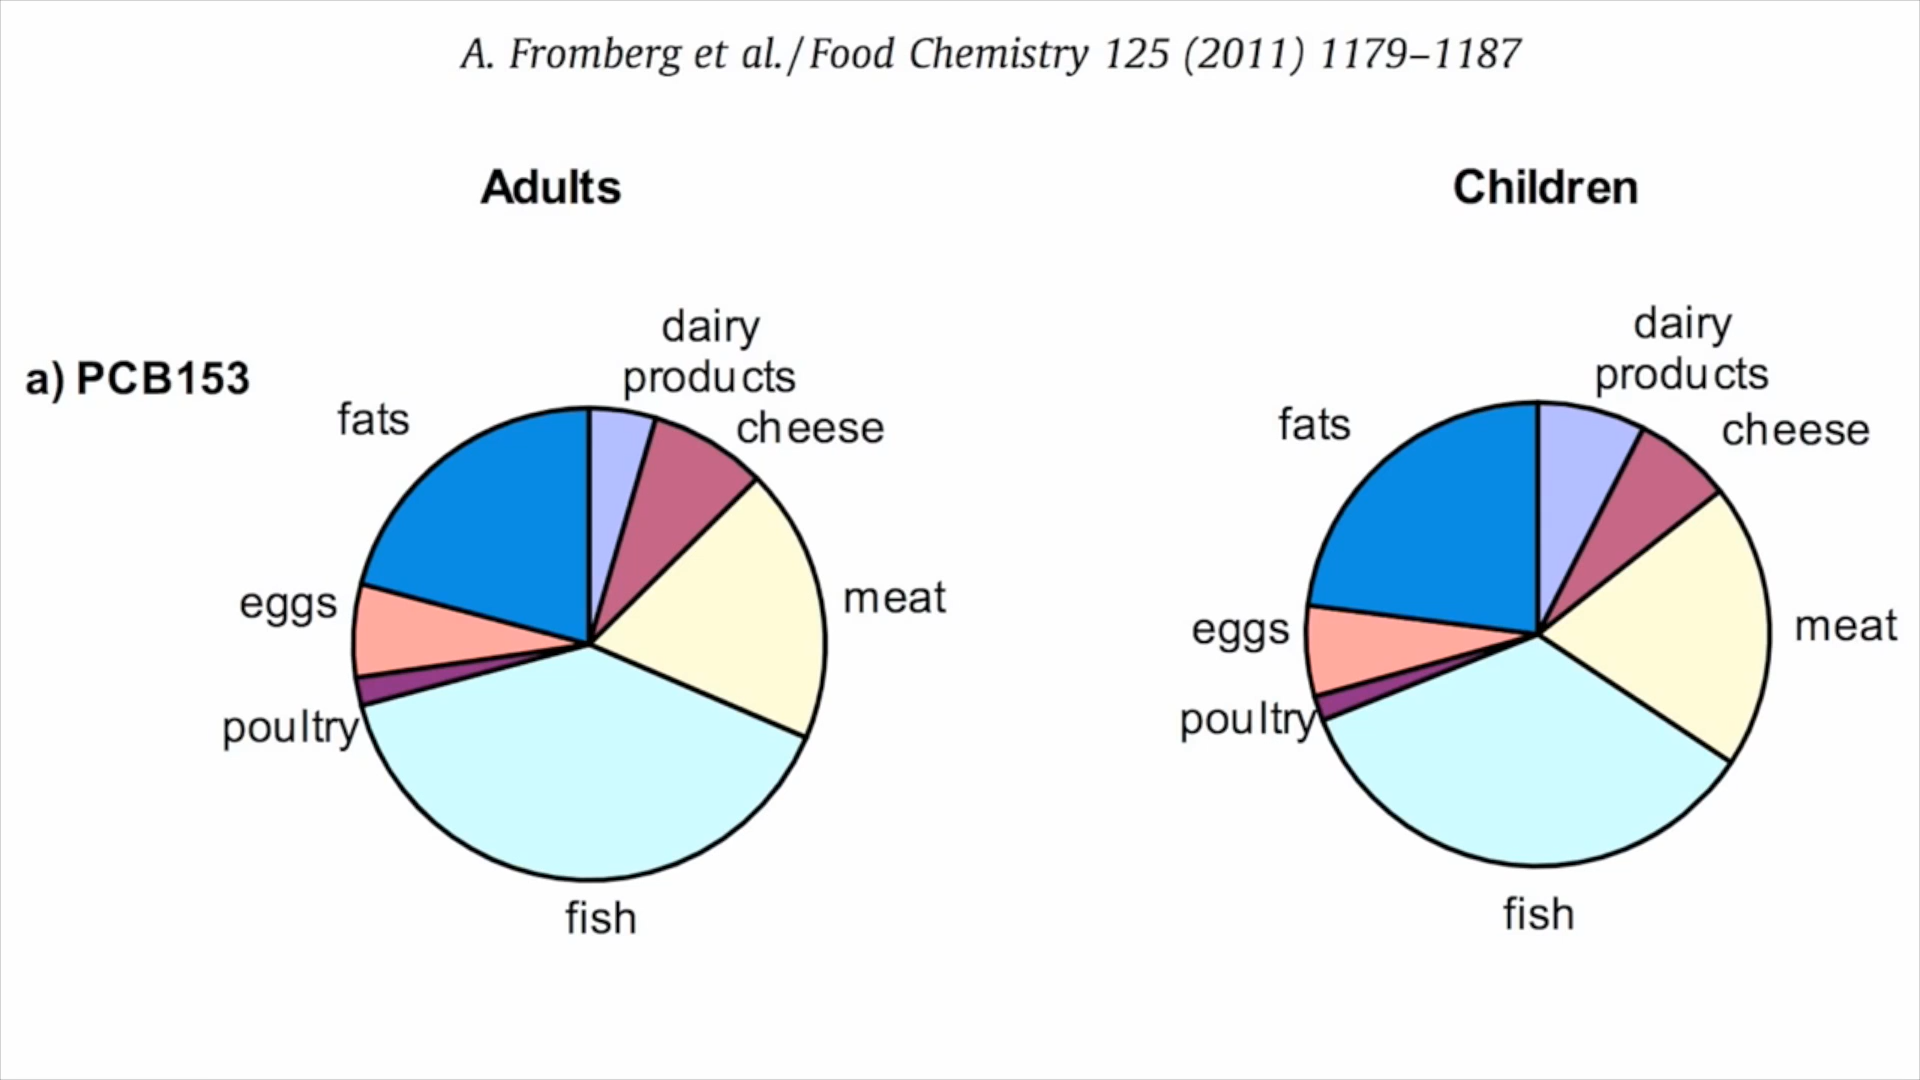 A. Fromberg et al. / Food Chemistry 125 (2011) 1179–1187
Adults
Children
a) PCB153
dairy
products
cheese
meat
fish
poultry
eggs
fats
dairy
products
cheese
meat
fish
poultry
eggs
fats